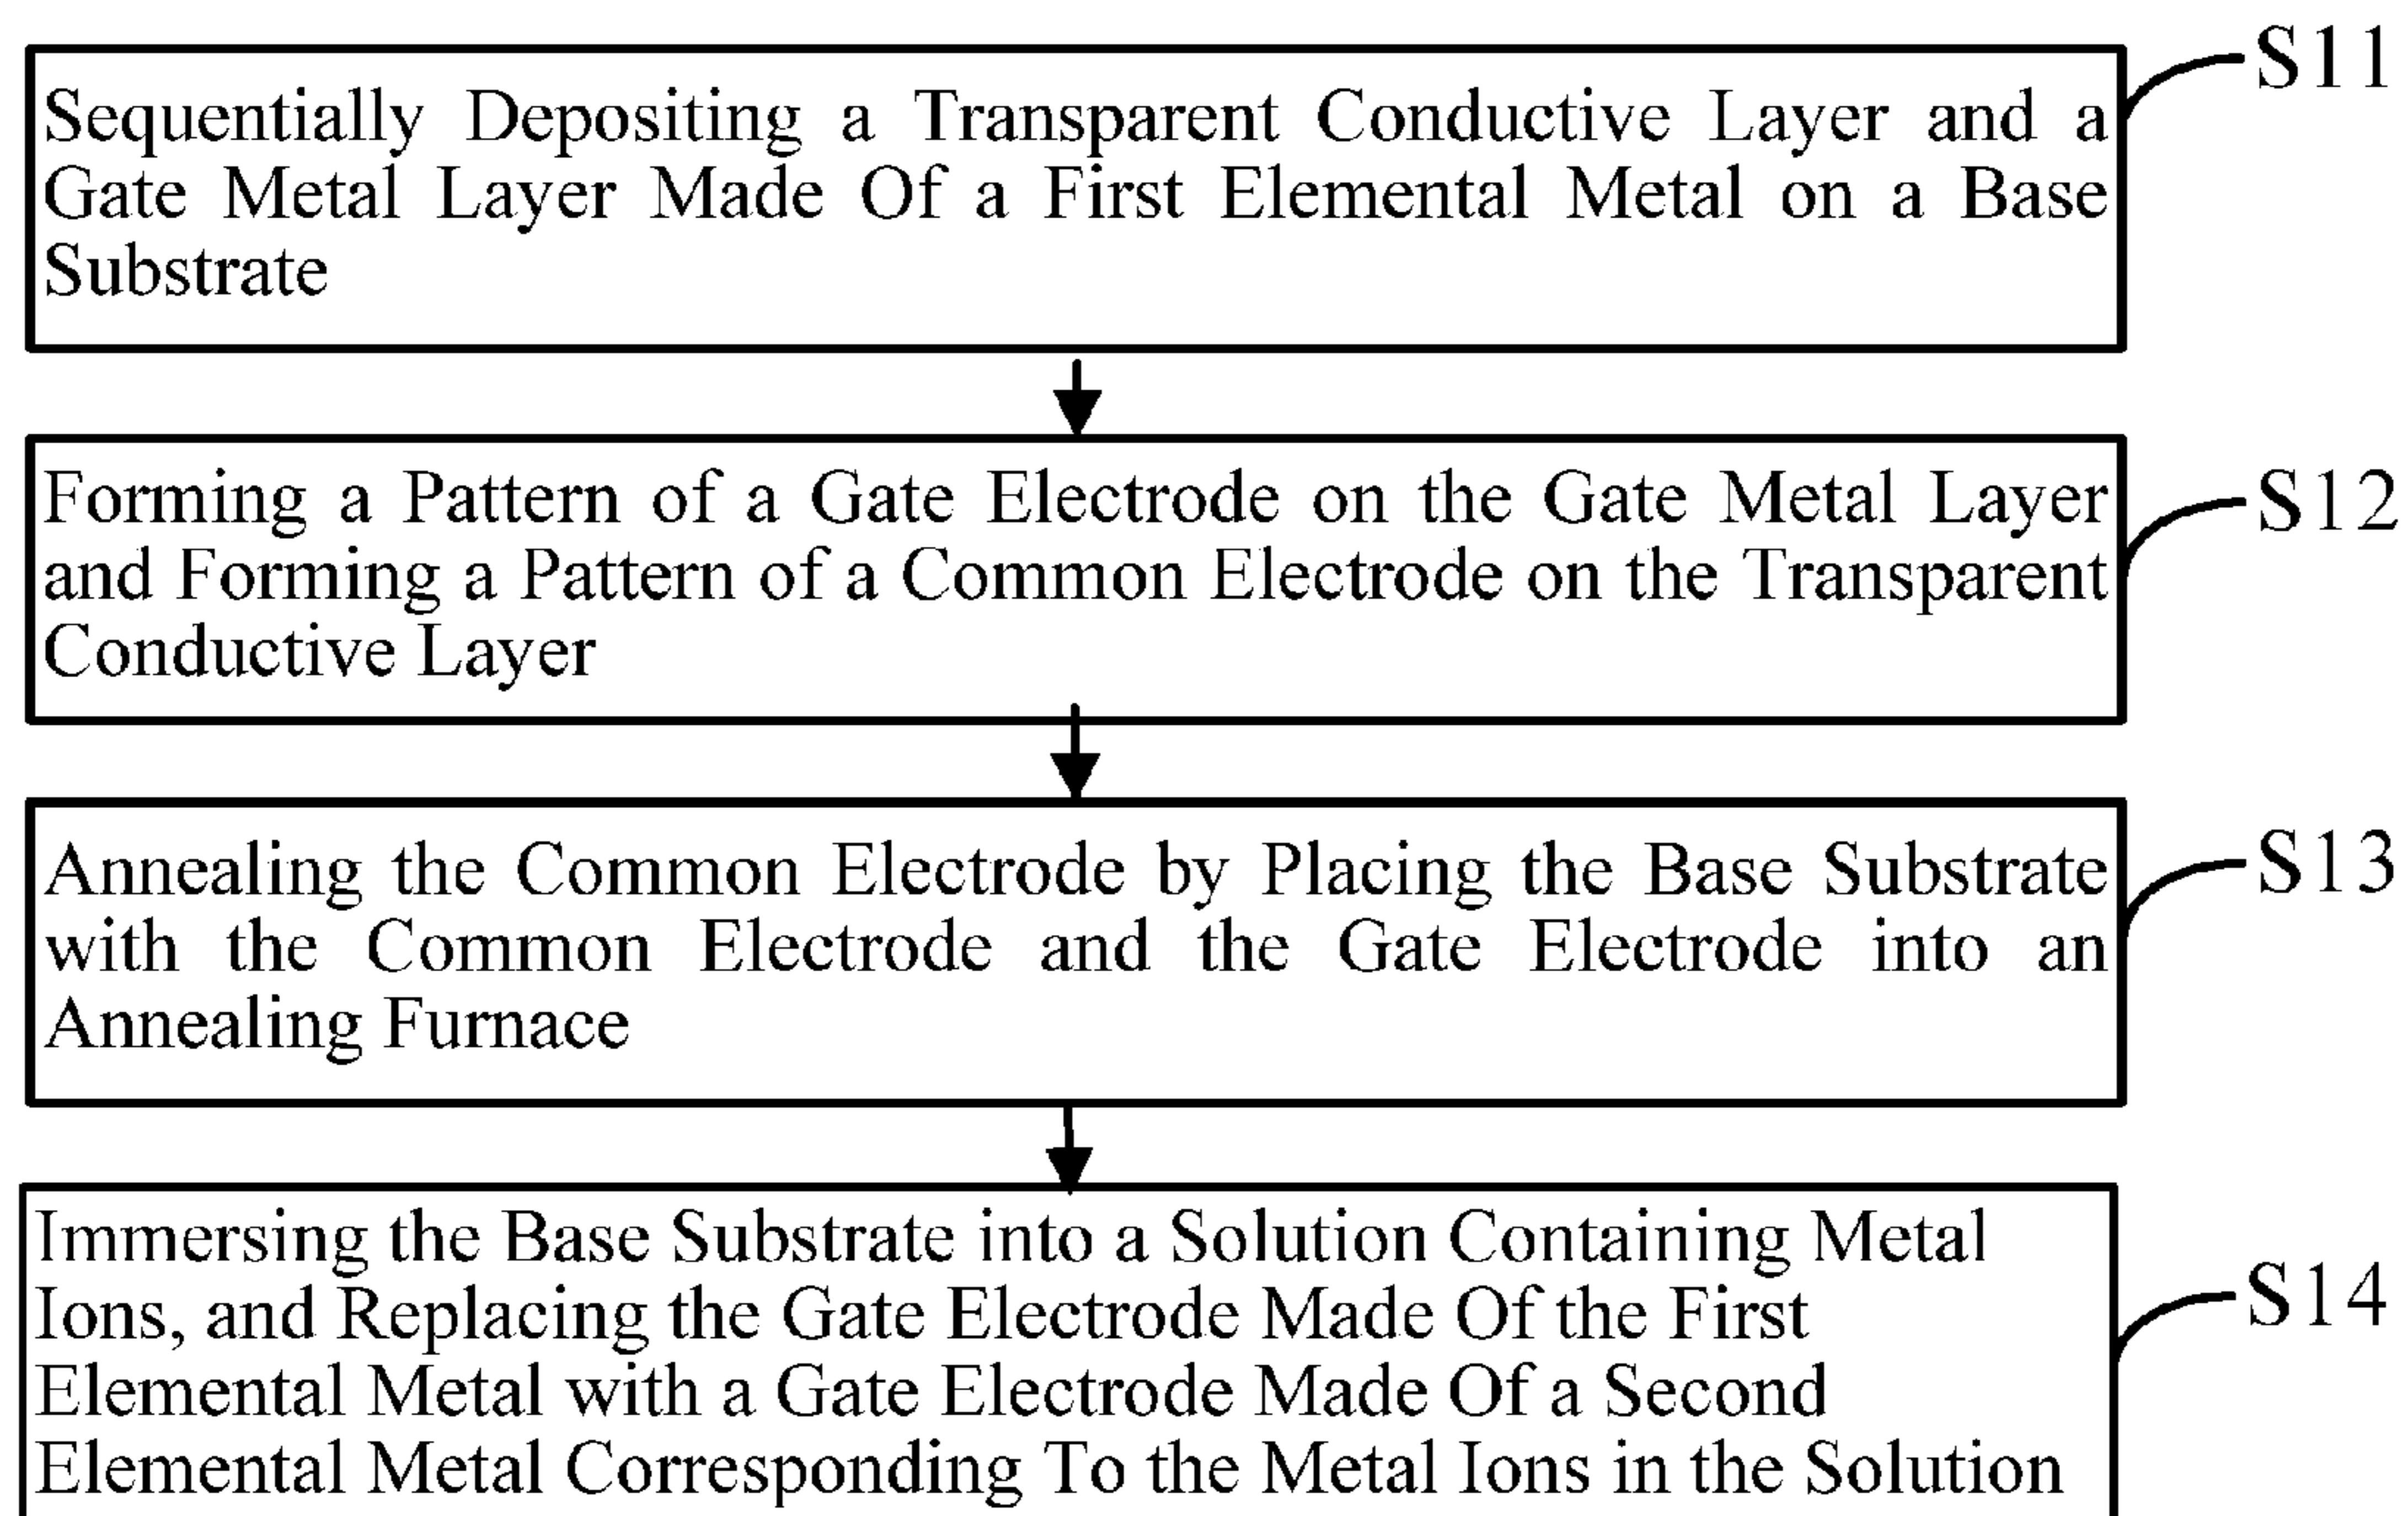 S11
Sequentially Depositing a Transparent Conductive Layer and a
Gate Metal Layer Made Of a First Elemental Metal on a Base
Substrate
S12
Forming a Pattern of a Gate Electrode on the Gate Metal Layer
and Forming a Pattern of a Common Electrode on the Transparent
Conductive Layer
S13
Annealing the Common Electrode by Placing the Base Substrate
with the Common Electrode and the Gate Electrode into an
Annealing Furnace
S14
Immersing the Base Substrate into a Solution Containing Metal
Ions, and Replacing the Gate Electrode Made Of the First
Elemental Metal with a Gate Electrode Made Of a Second
Elemental Metal Corresponding To the Metal Ions in the Solution